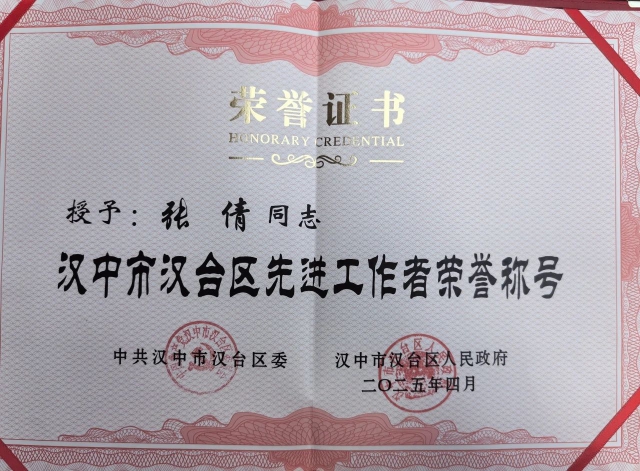 荣誉证书
HONORARY CREDENTIAL
授予：张 倩 同志
汉中市汉台区先进工作者荣誉称号
中共汉中市汉台区委 汉中市汉台区人民政府
二〇二五年四月